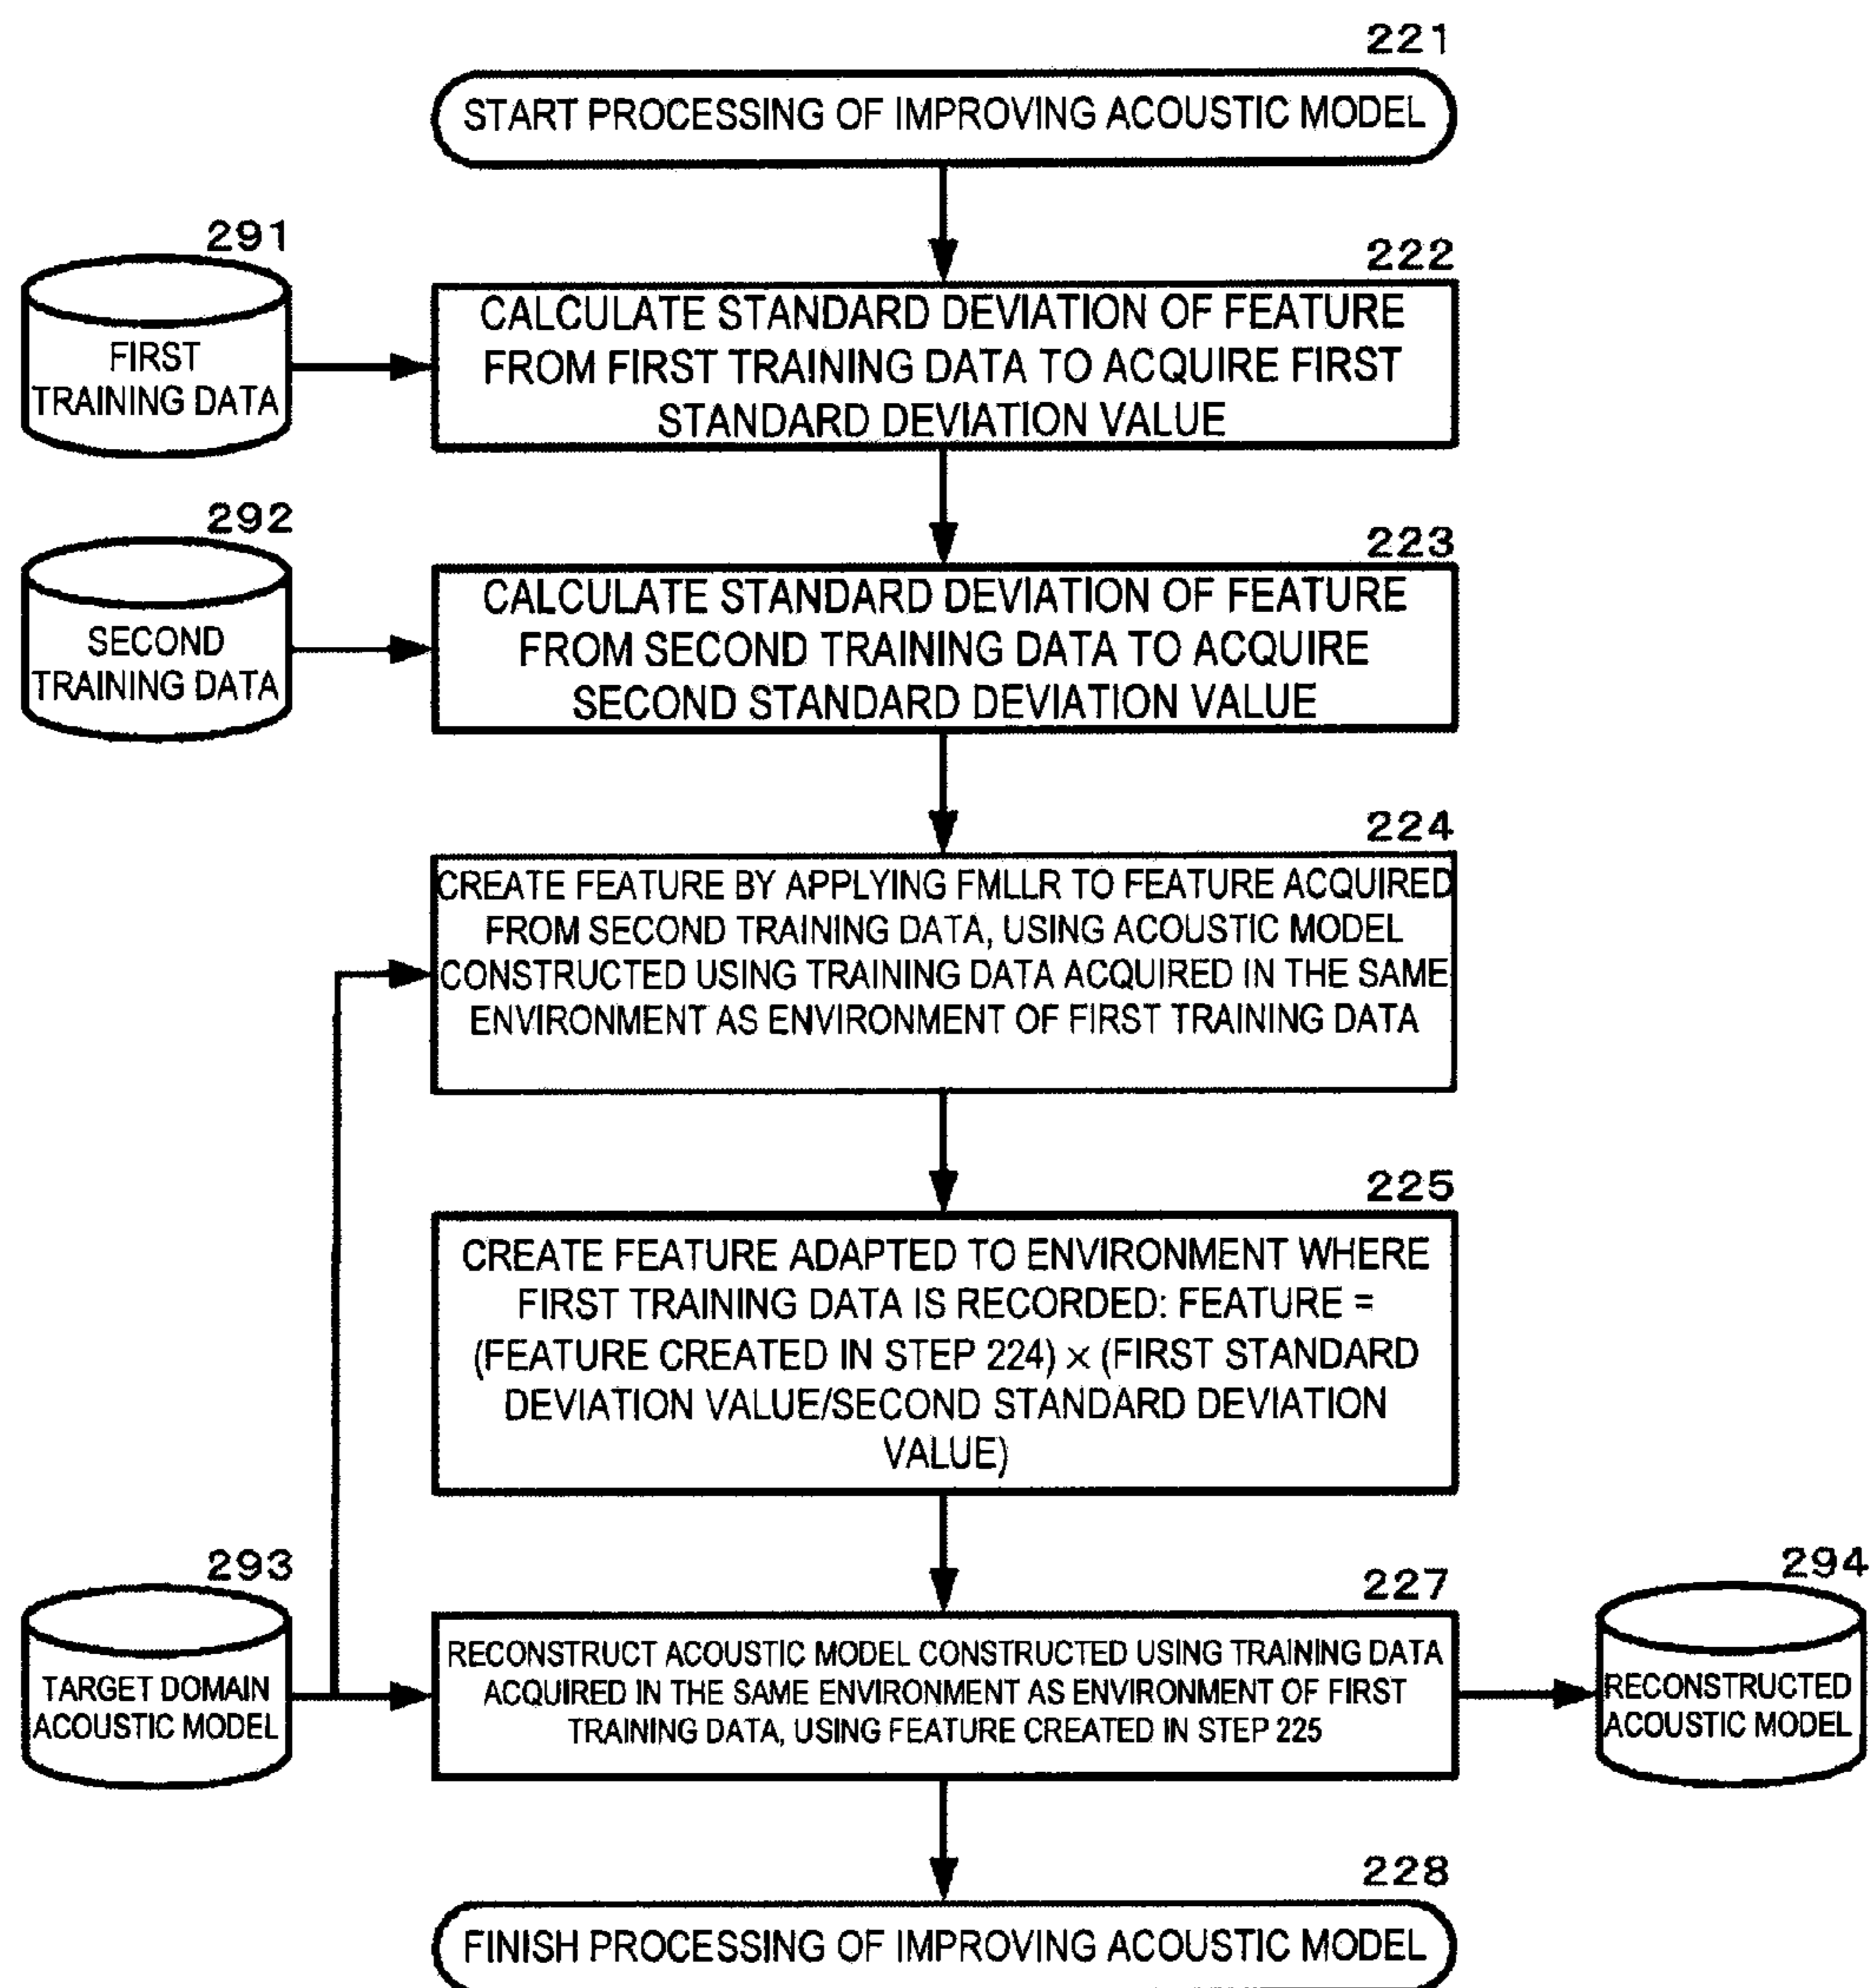 221
START PROCESSING OF IMPROVING ACOUSTIC MODEL
291
FIRST
TRAINING DATA
222
CALCULATE STANDARD DEVIATION OF FEATURE
FROM FIRST TRAINING DATA TO ACQUIRE FIRST
STANDARD DEVIATION VALUE
292
SECOND
TRAINING DATA
223
CALCULATE STANDARD DEVIATION OF FEATURE
FROM SECOND TRAINING DATA TO ACQUIRE
SECOND STANDARD DEVIATION VALUE
224
CREATE FEATURE BY APPLYING FMLLR TO FEATURE ACQUIRED
FROM SECOND TRAINING DATA, USING ACOUSTIC MODEL
CONSTRUCTED USING TRAINING DATA ACQUIRED IN THE SAME
ENVIRONMENT AS ENVIRONMENT OF FIRST TRAINING DATA
225
CREATE FEATURE ADAPTED TO ENVIRONMENT WHERE
FIRST TRAINING DATA IS RECORDED: FEATURE =
(FEATURE CREATED IN STEP 224) × (FIRST STANDARD
DEVIATION VALUE/SECOND STANDARD DEVIATION
VALUE)
293
TARGET DOMAIN
ACOUSTIC MODEL
227
RECONSTRUCT ACOUSTIC MODEL CONSTRUCTED USING TRAINING DATA
ACQUIRED IN THE SAME ENVIRONMENT AS ENVIRONMENT OF FIRST
TRAINING DATA, USING FEATURE CREATED IN STEP 225
294
RECONSTRUCTED
ACOUSTIC MODEL
228
FINISH PROCESSING OF IMPROVING ACOUSTIC MODEL